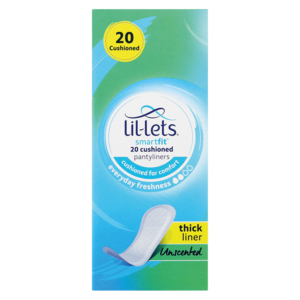 20
Cushioned
lil-lets
smartfit
20 cushioned
pantyliners
cushioned for comfort
everyday freshness
thick
liner
Unscented